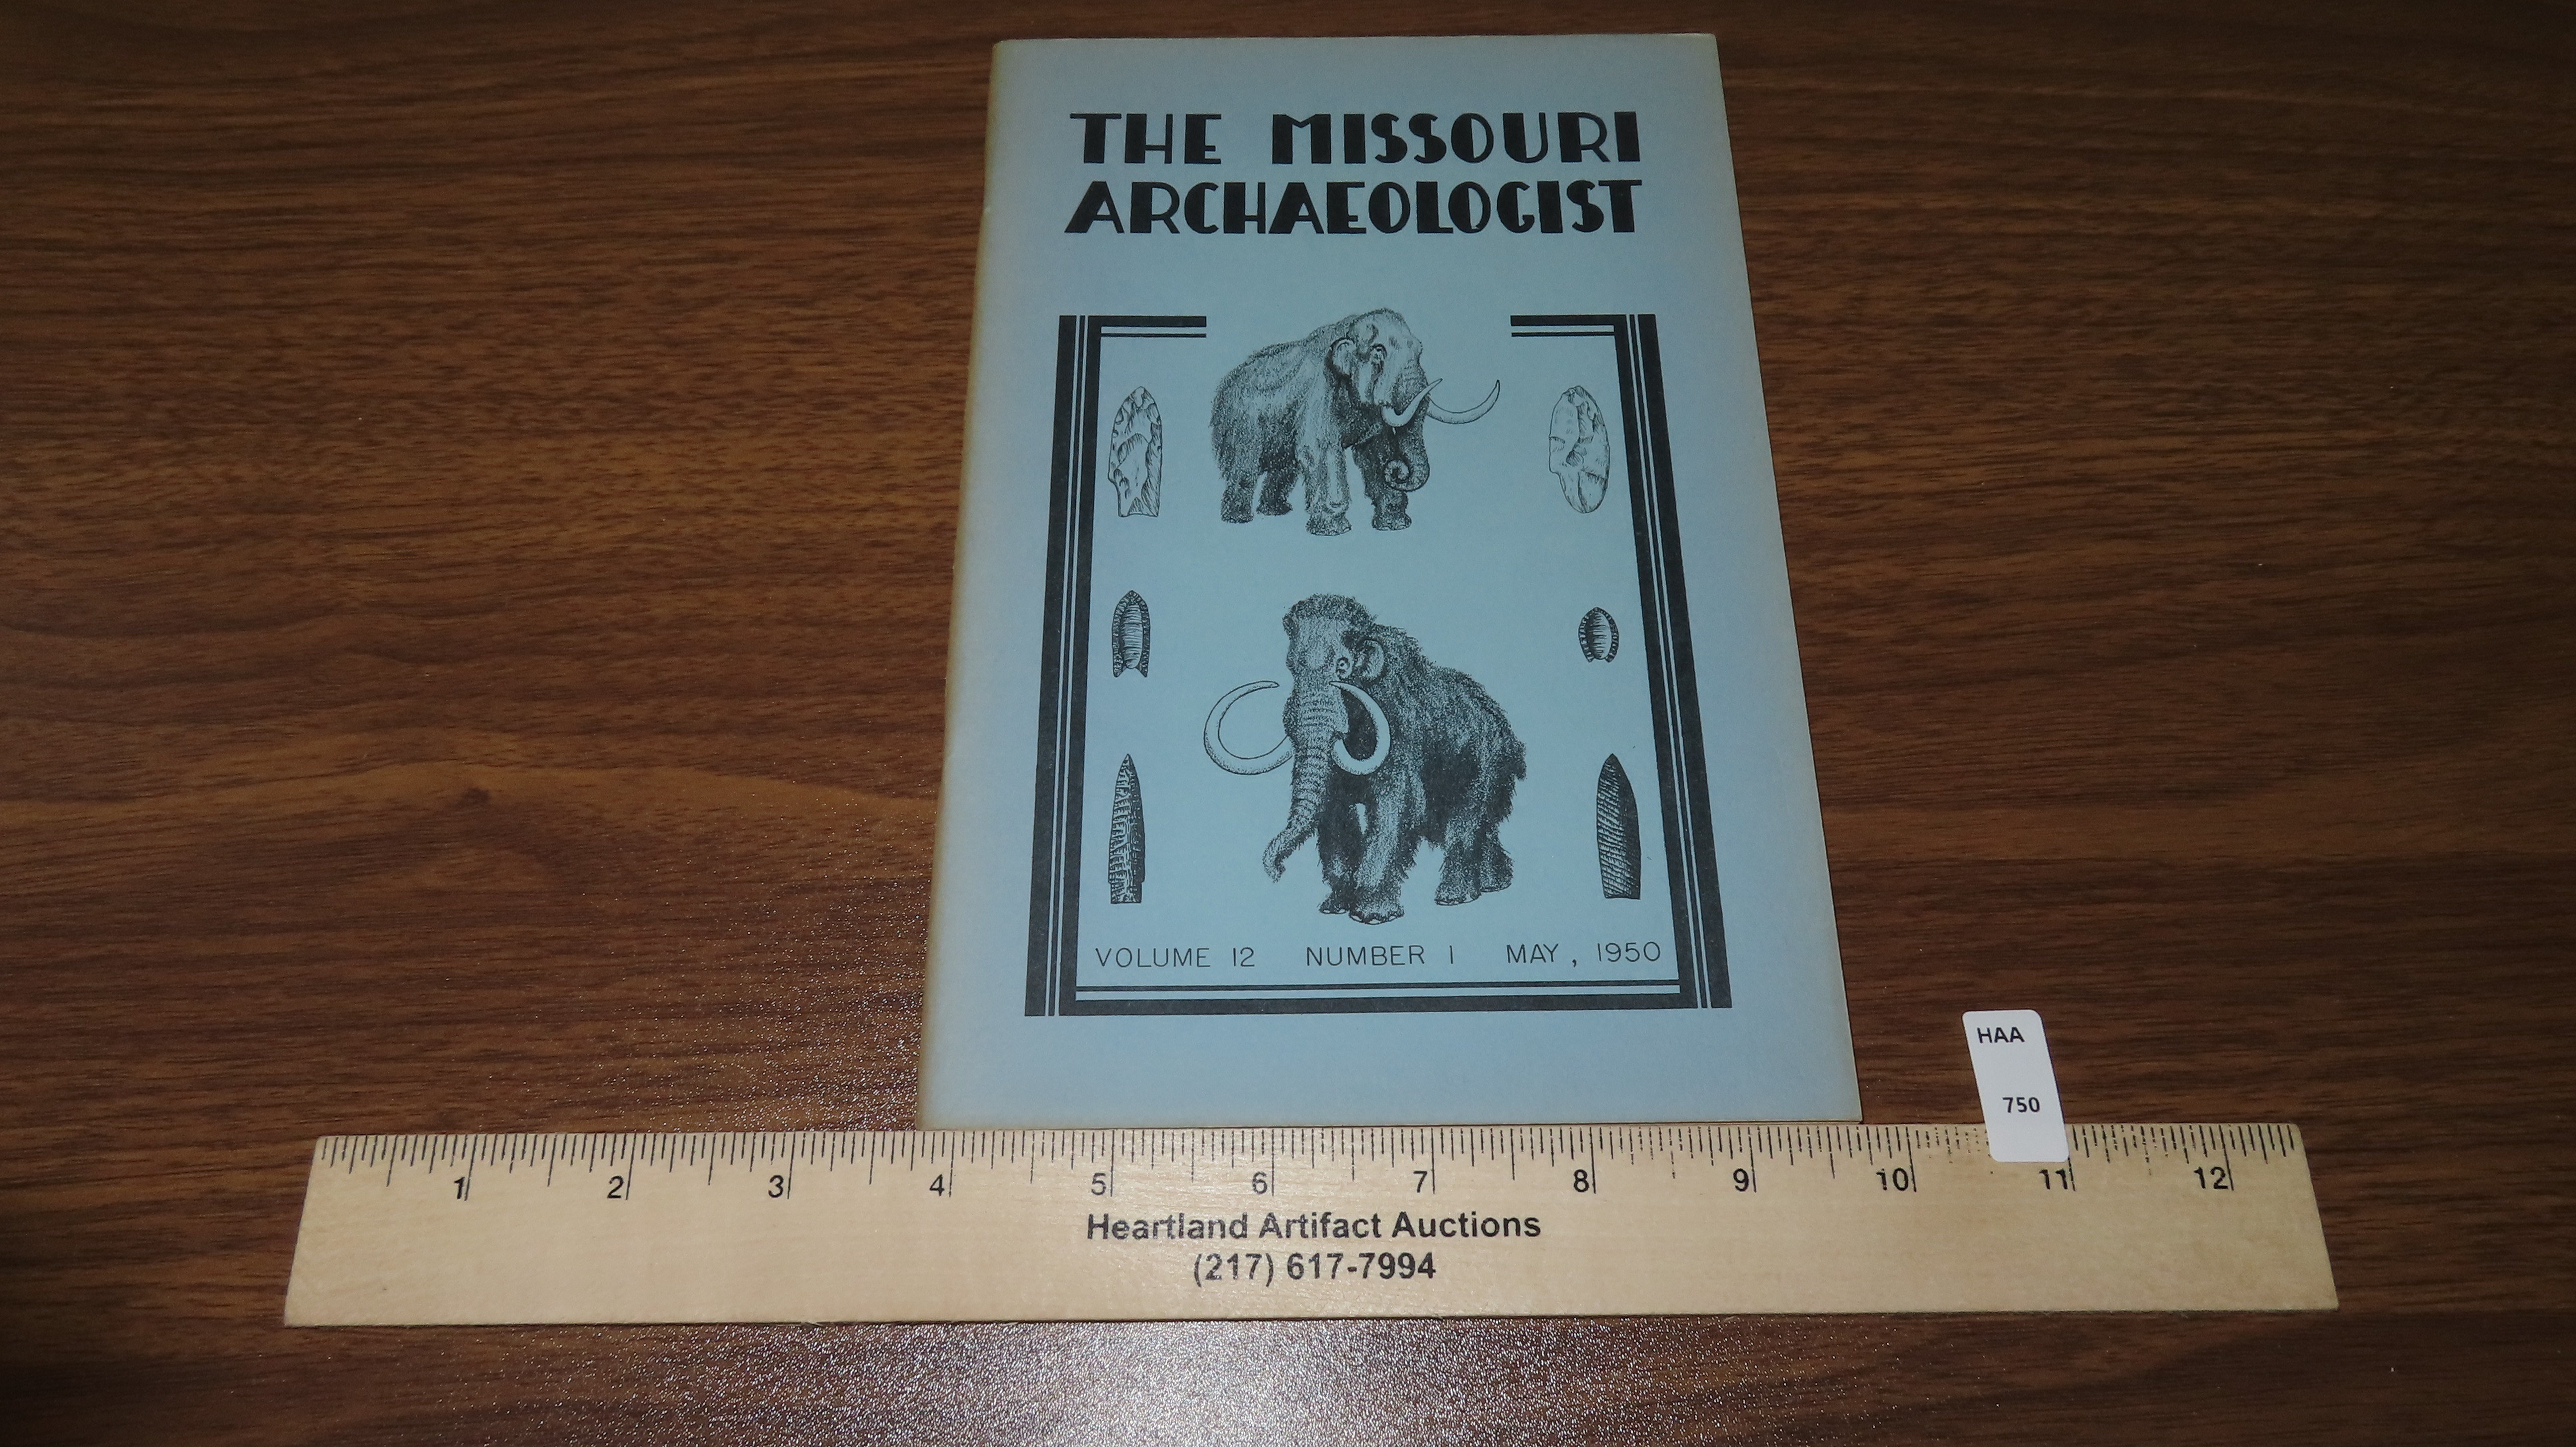 THE MISSOURI
ARCHAEOLOGIST
VOLUME 12 NUMBER 1 MAY, 1950
HAA
750
1 2 3 4 5 6 7 8 9 10 11 12
Heartland Artifact Auctions
(217) 617-7994